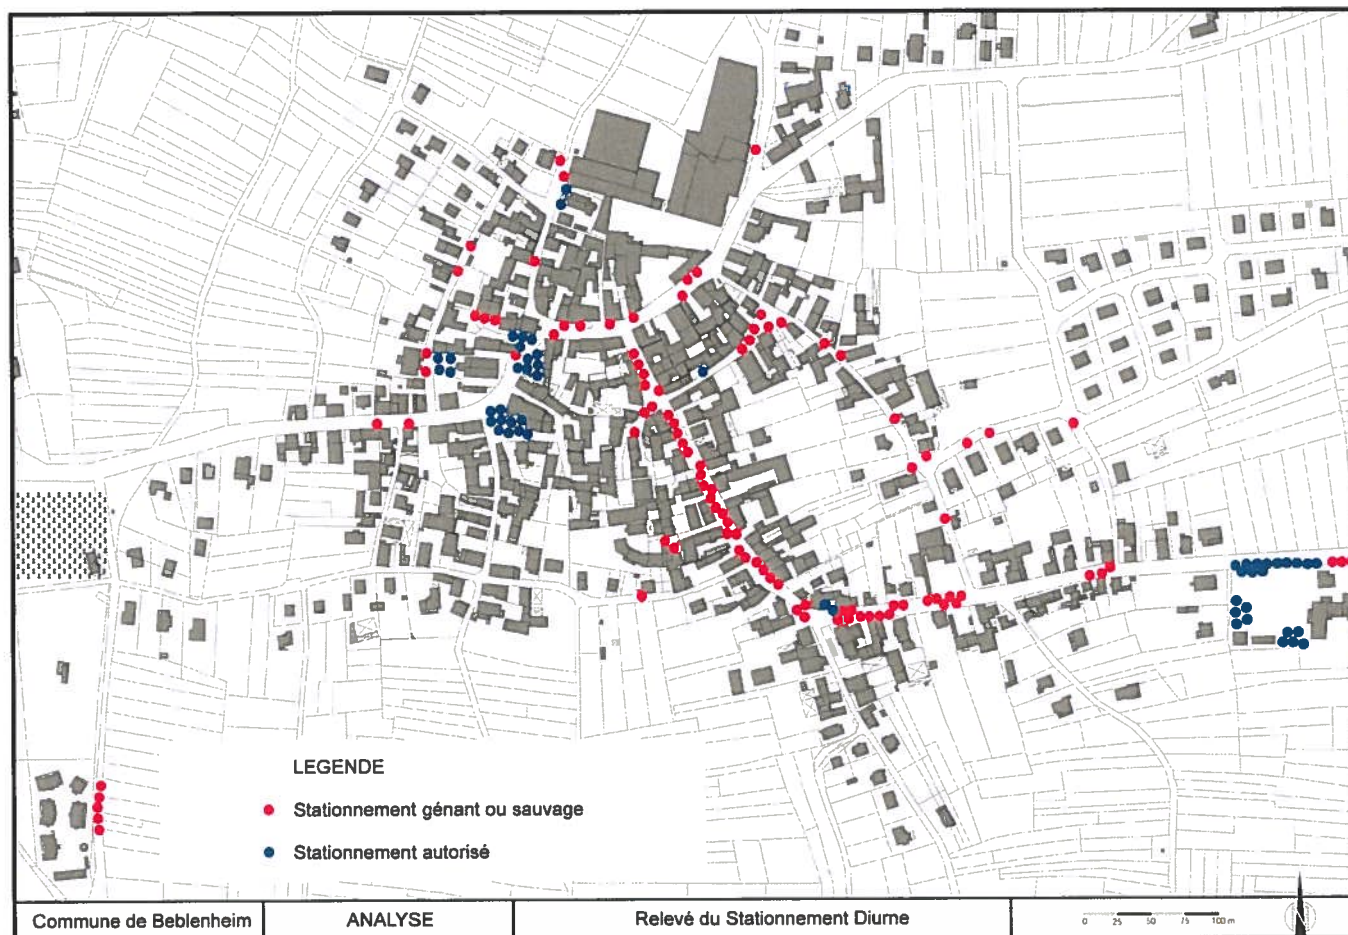 LEGENDE
Stationnement génant ou sauvage
Stationnement autorisé
Commune de Beblenheim
ANALYSE
Relevé du Stationnement Diurne
0 25 50 75 100 m